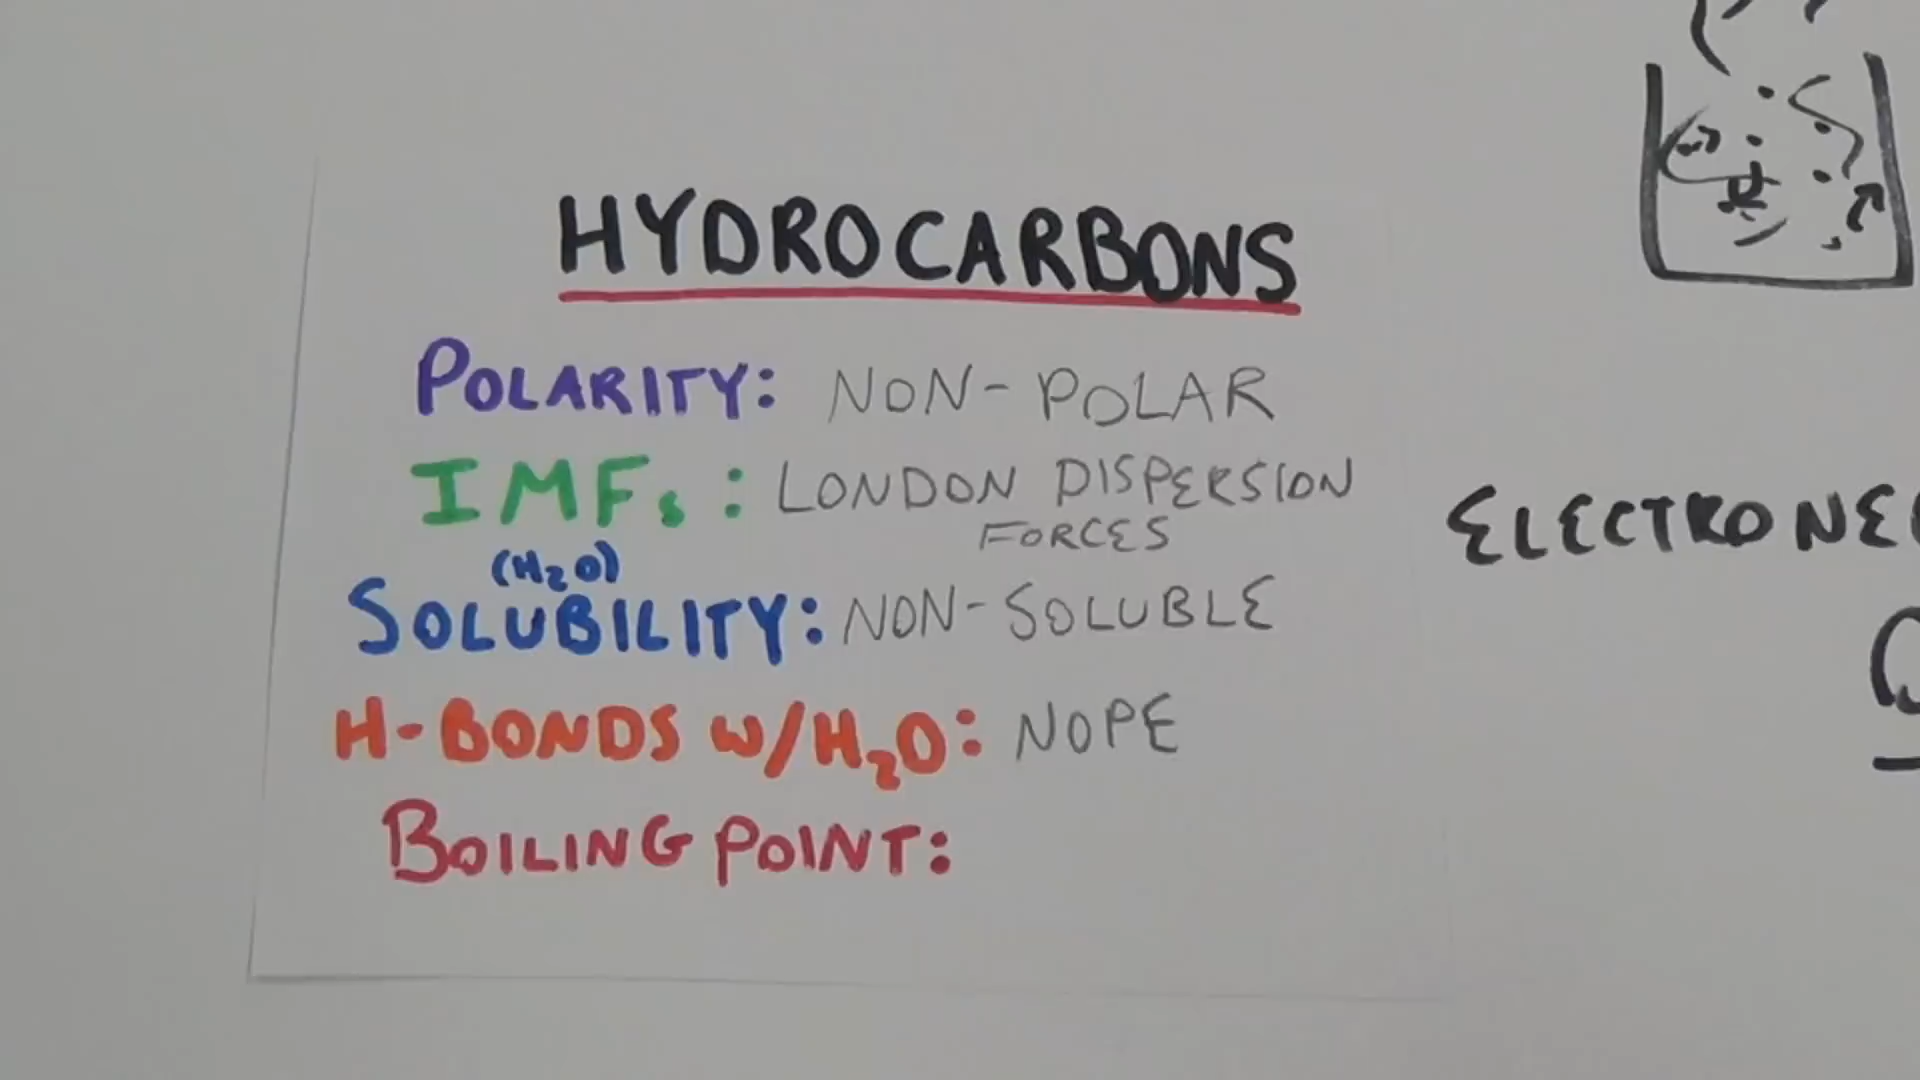 HYDROCARBONS
POLARITY: NON-POLAR
IMFs: LONDON DISPERSION
FORCES
(H₂O)
SOLUBILITY: NON-SOLUBLE
H-BONDS W/H₂O: NOPE
BOILING POINT: